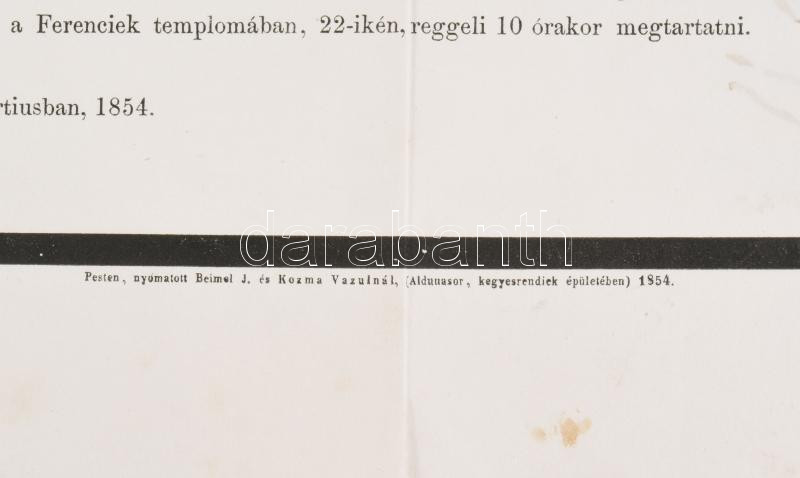 a Ferenciek templomában, 22-ikén, reggeli 10 órakor megtartatni.
rtiusban, 1854.
darabanth
Pesten, nyomatott Beimel J. és Kozma Vazulnál, (Aldunasor, kegyesrendiek épületében) 1854.